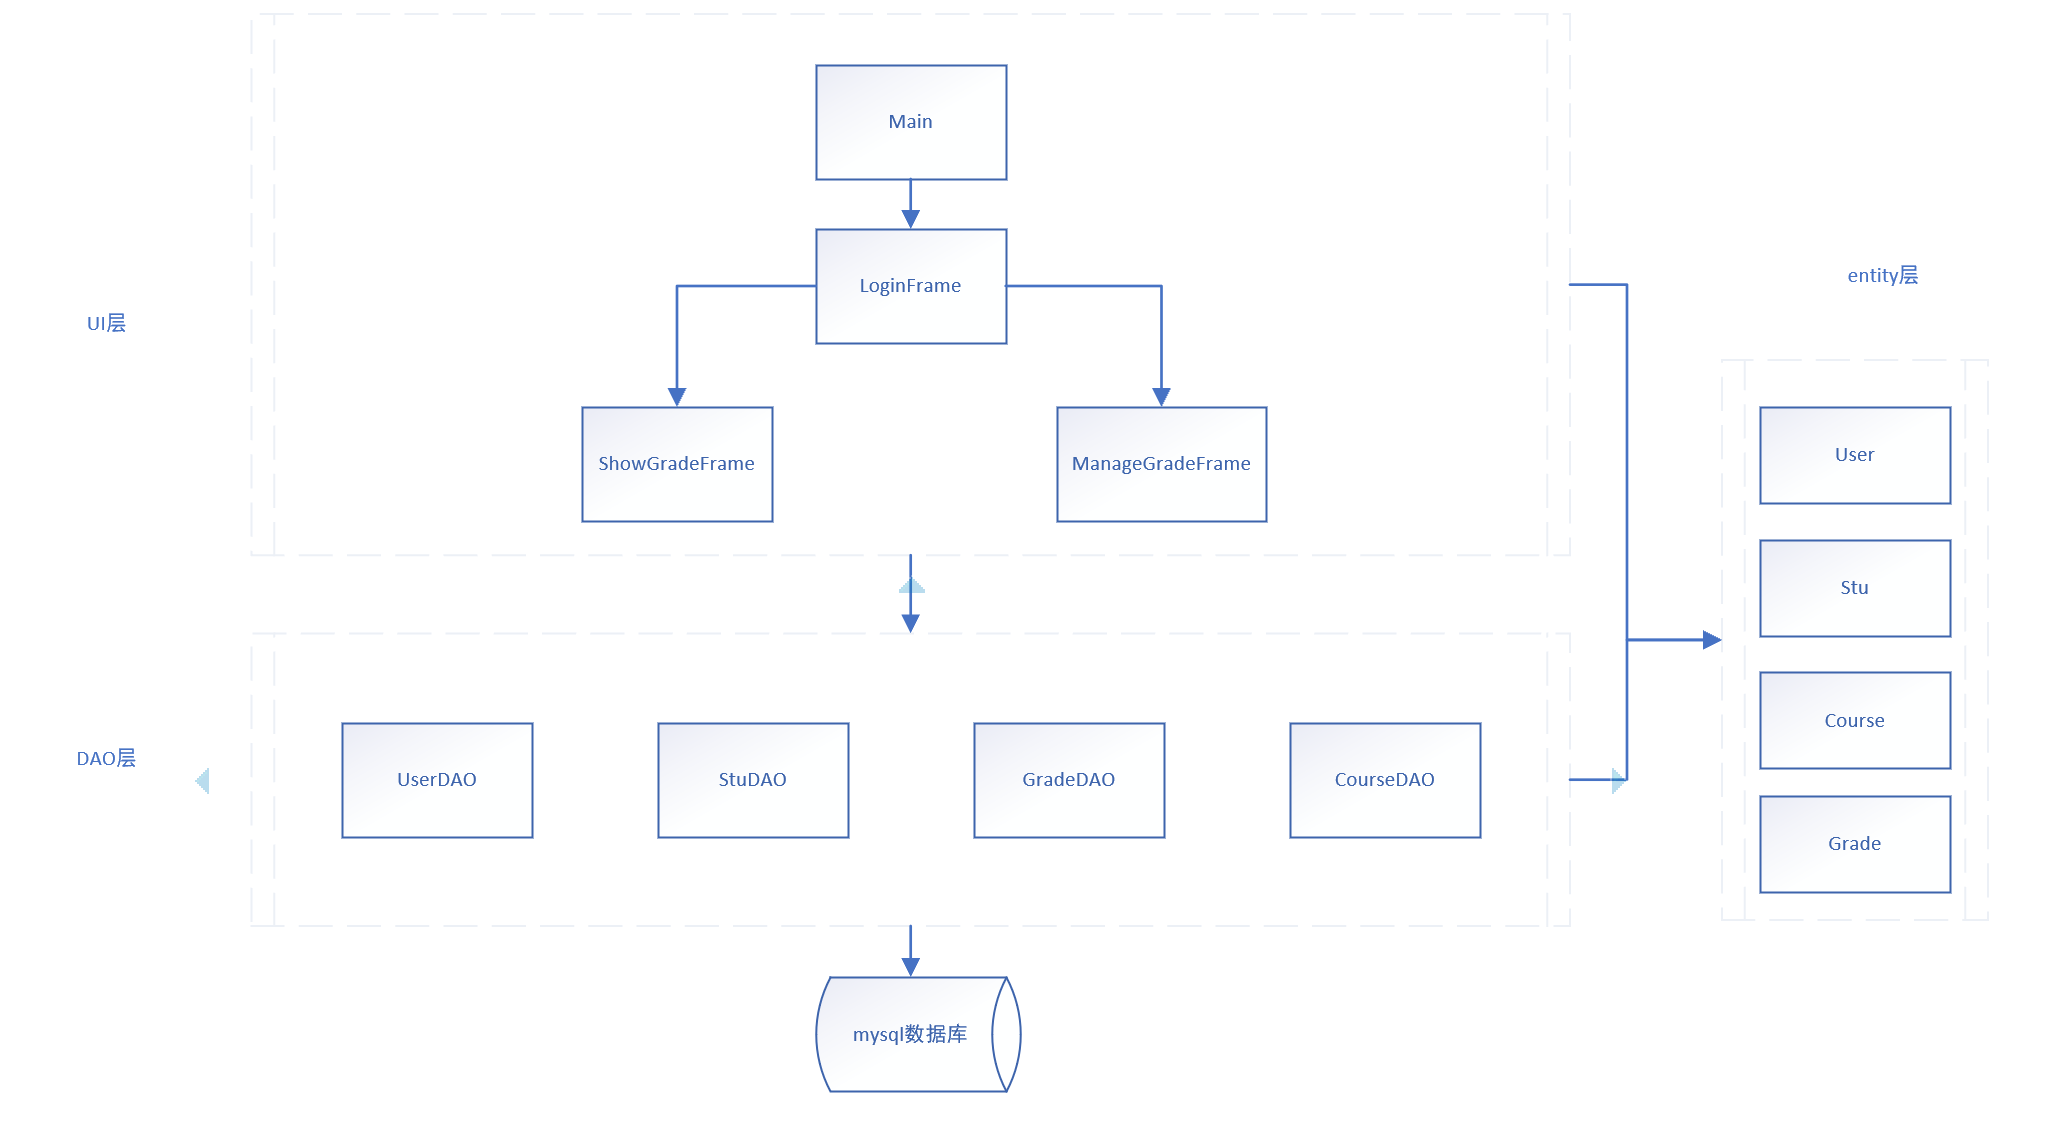 Main
LoginFrame
entity层
UI层
ShowGradeFrame
ManageGradeFrame
User
Stu
Course
DAO层
UserDAO
StuDAO
GradeDAO
CourseDAO
Grade
mysql数据库